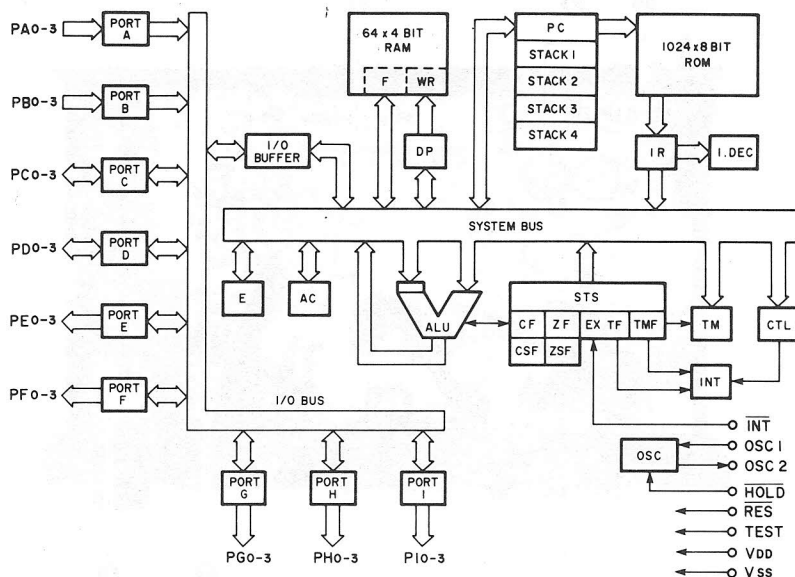 PA0-3
PORT A
PB0-3
PORT B
PC0-3
PORT C
PD0-3
PORT D
PE0-3
PORT E
PF0-3
PORT F
I/O BUFFER
64 x 4 BIT RAM
F
WR
DP
PC
STACK 1
STACK 2
STACK 3
STACK 4
1024 x 8 BIT ROM
IR
I.DEC
SYSTEM BUS
E
AC
ALU
STS
CF
ZF
EX TF
TMF
CSF
ZSF
TM
CTL
INT
I/O BUS
PORT G
PORT H
PORT I
PG0-3
PH0-3
PI0-3
OSC
INT
OSC 1
OSC 2
HOLD
RES
TEST
VDD
VSS